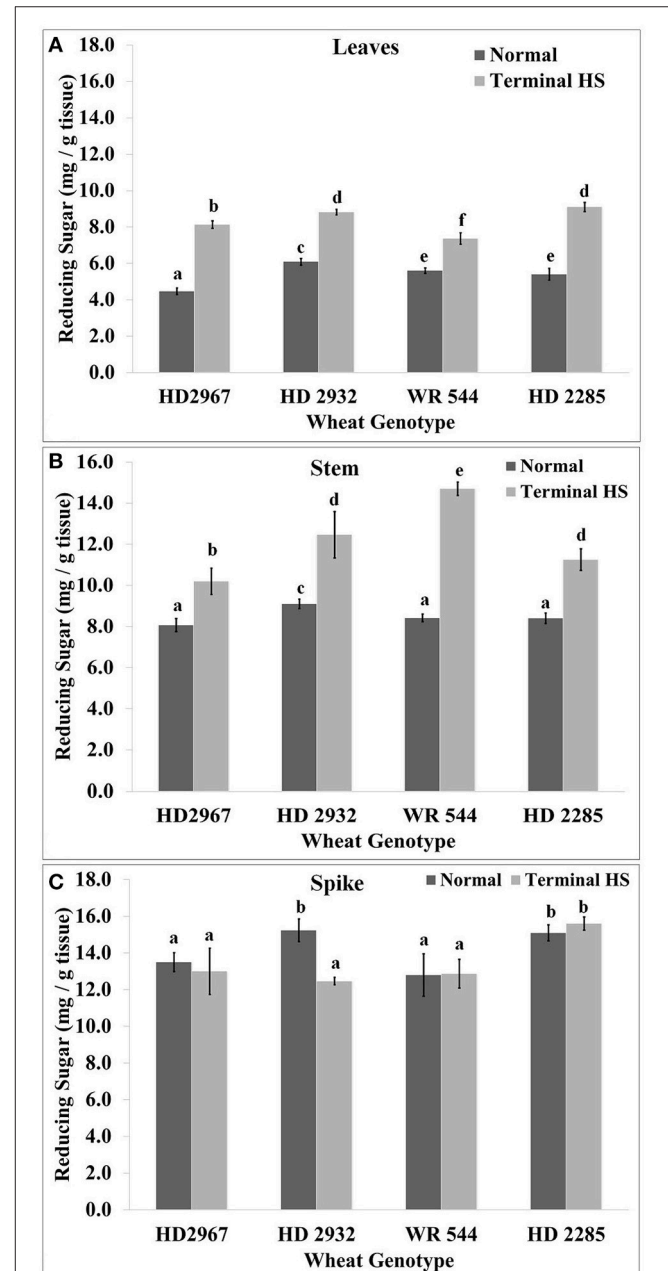 A
Leaves
Normal
Terminal HS
Reducing Sugar (mg / g tissue)
18.0
16.0
14.0
12.0
10.0
8.0
6.0
4.0
2.0
0.0
a b c d e f e d
HD2967 HD 2932 WR 544 HD 2285
Wheat Genotype
B
Stem
Normal
Terminal HS
Reducing Sugar (mg / g tissue)
16.0
14.0
12.0
10.0
8.0
6.0
4.0
2.0
0.0
a b c d a e a d
HD2967 HD 2932 WR 544 HD 2285
Wheat Genotype
C
Spike
Normal Terminal HS
Reducing Sugar (mg / g tissue)
18.0
16.0
14.0
12.0
10.0
8.0
6.0
4.0
2.0
0.0
a a b a a a b b
HD2967 HD 2932 WR 544 HD 2285
Wheat Genotype